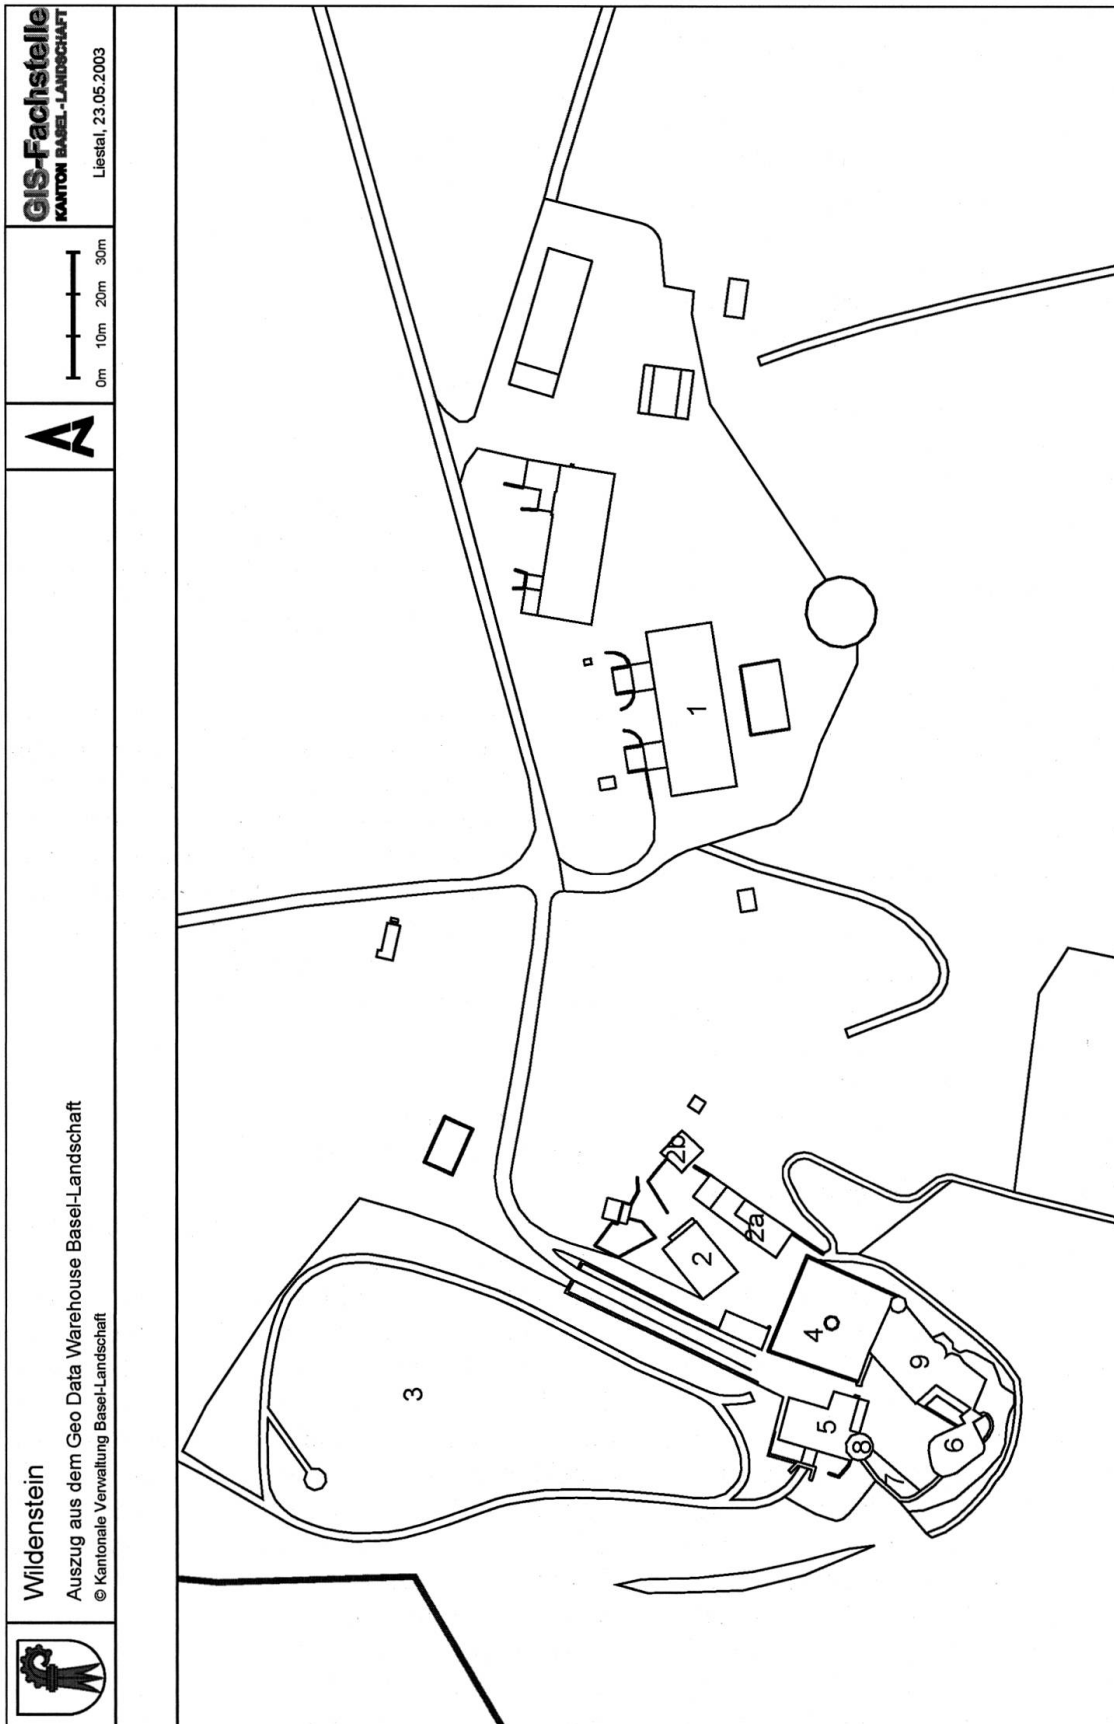 Wildenstein
Auszug aus dem Geo Data Warehouse Basel-Landschaft
© Kantonale Verwaltung Basel-Landschaft
0m 10m 20m 30m
GIS-Fachstelle
KANTON BASEL-LANDSCHAFT
Liestal, 23.05.2003
3
2
2b
2a
1
4
5
8
7
6
9